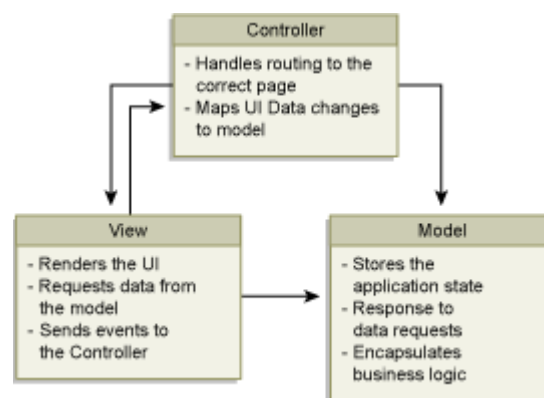 Controller
- Handles routing to the
correct page
- Maps UI Data changes
to model
View
- Renders the UI
- Requests data from
the model
- Sends events to
the Controller
Model
- Stores the
application state
- Response to
data requests
- Encapsulates
business logic